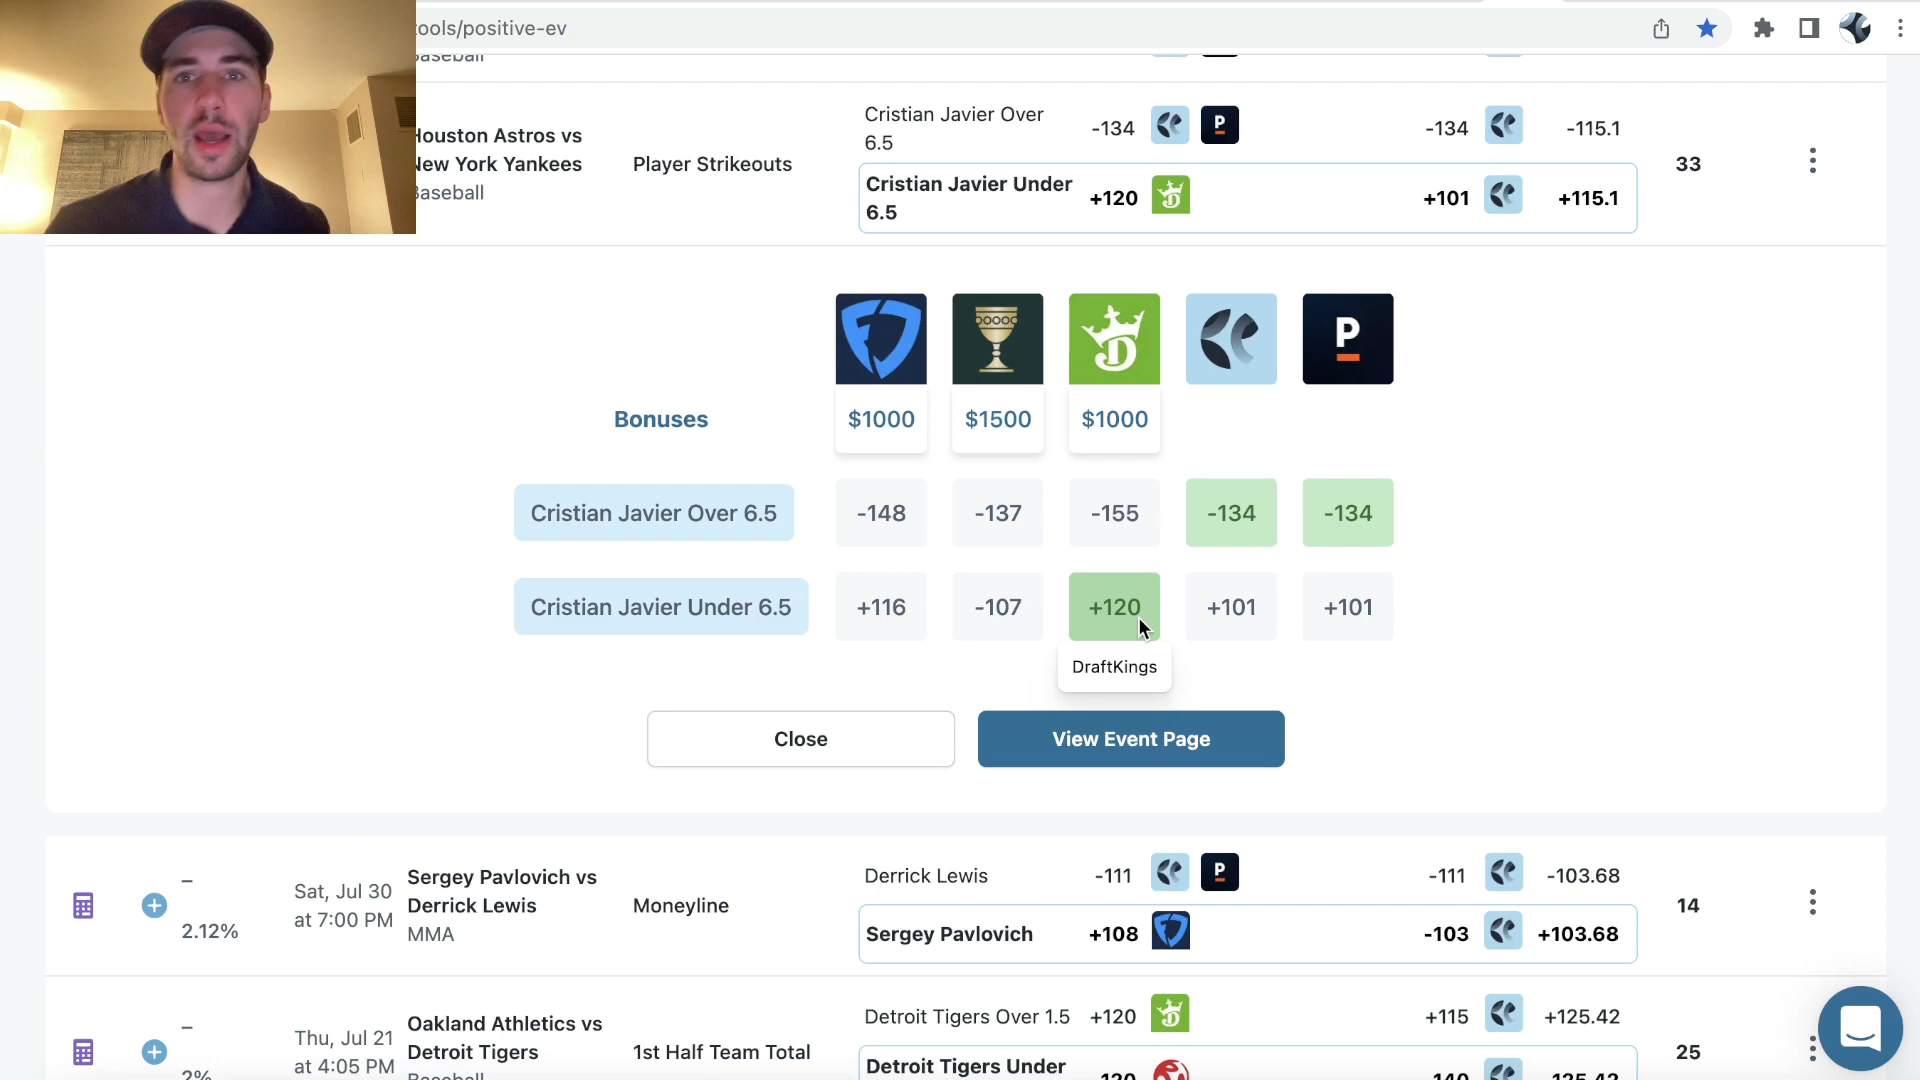 tools/positive-ev
Baseball
Houston Astros vs
New York Yankees
Baseball
Player Strikeouts
Cristian Javier Over
6.5
-134
P
-134
-115.1
Cristian Javier Under
6.5
+120
+101
+115.1
33
P
Bonuses
$1000
$1500
$1000
Cristian Javier Over 6.5
-148
-137
-155
-134
-134
Cristian Javier Under 6.5
+116
-107
+120
+101
+101
DraftKings
Close
View Event Page
–
2.12%
Sat, Jul 30
at 7:00 PM
Sergey Pavlovich vs
Derrick Lewis
MMA
Moneyline
Derrick Lewis
-111
P
-111
-103.68
Sergey Pavlovich
+108
-103
+103.68
14
–
2%
Thu, Jul 21
at 4:05 PM
Oakland Athletics vs
Detroit Tigers
Baseball
1st Half Team Total
Detroit Tigers Over 1.5
+120
+115
+125.42
Detroit Tigers Under
25